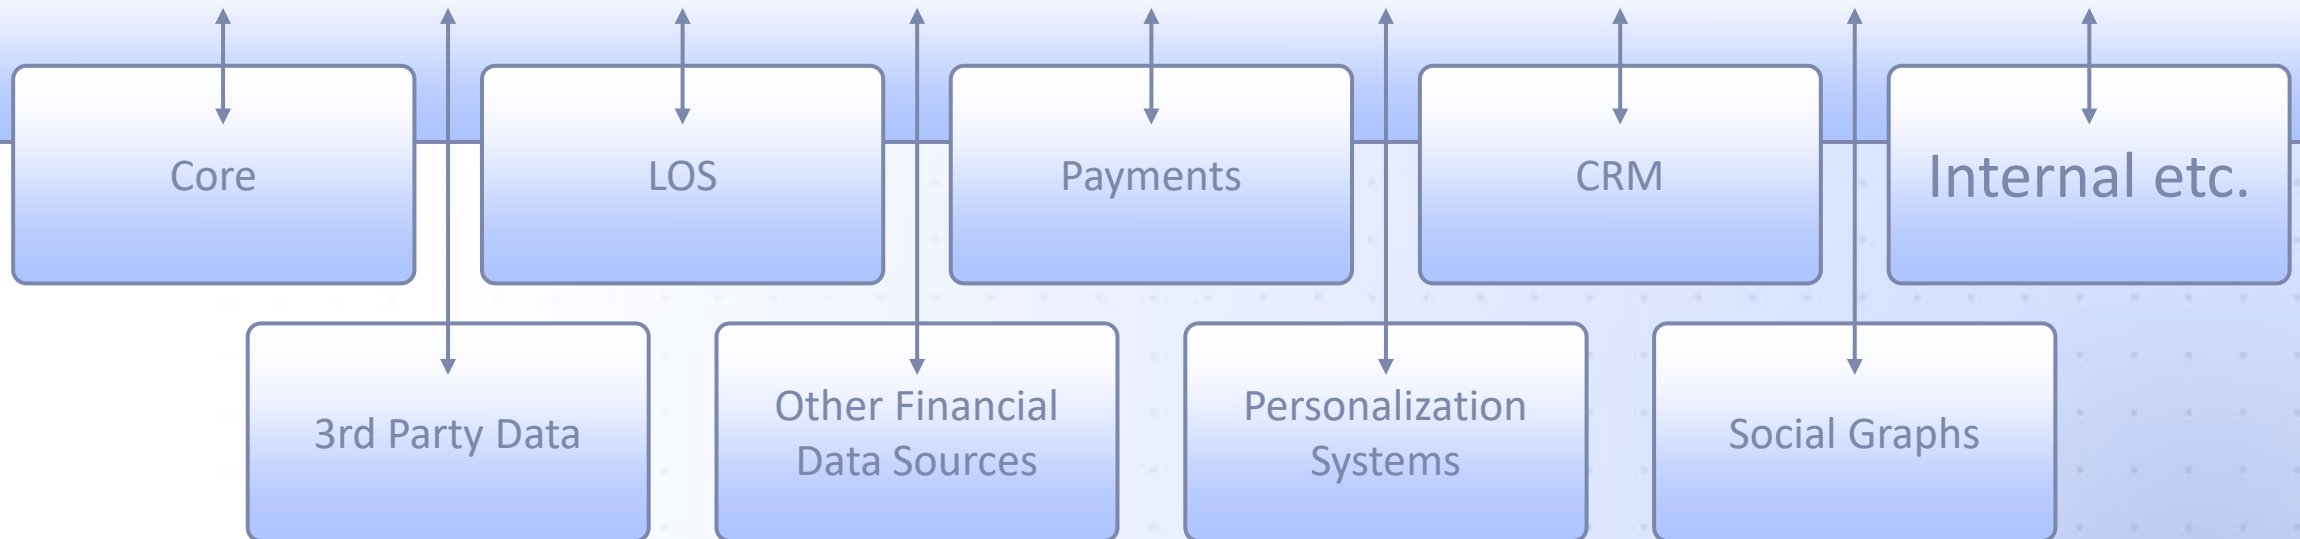 Core
LOS
Payments
CRM
Internal etc.
3rd Party Data
Other Financial
Data Sources
Personalization
Systems
Social Graphs